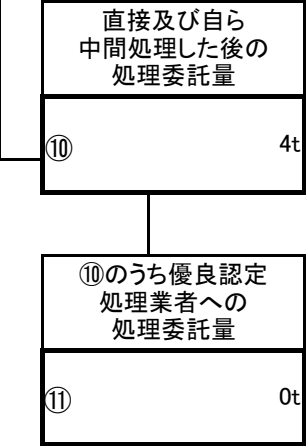 直接及び自ら
中間処理した後の
処理委託量
⑩ 4t
⑩のうち優良認定
処理業者への
処理委託量
⑪ 0t